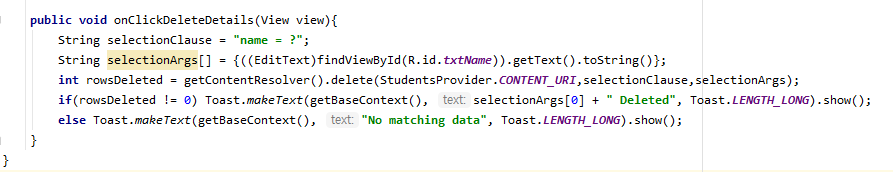 public void onClickDeleteDetails(View view){
String selectionClause = "name = ?";
String selectionArgs[] = {((EditText)findViewById(R.id.txtName)).getText().toString()};
int rowsDeleted = getContentResolver().delete(StudentsProvider.CONTENT_URI,selectionClause,selectionArgs);
if(rowsDeleted != 0) Toast.makeText(getBaseContext(), text: selectionArgs[0] + " Deleted", Toast.LENGTH_LONG).show();
else Toast.makeText(getBaseContext(), text: "No matching data", Toast.LENGTH_LONG).show();
}
}